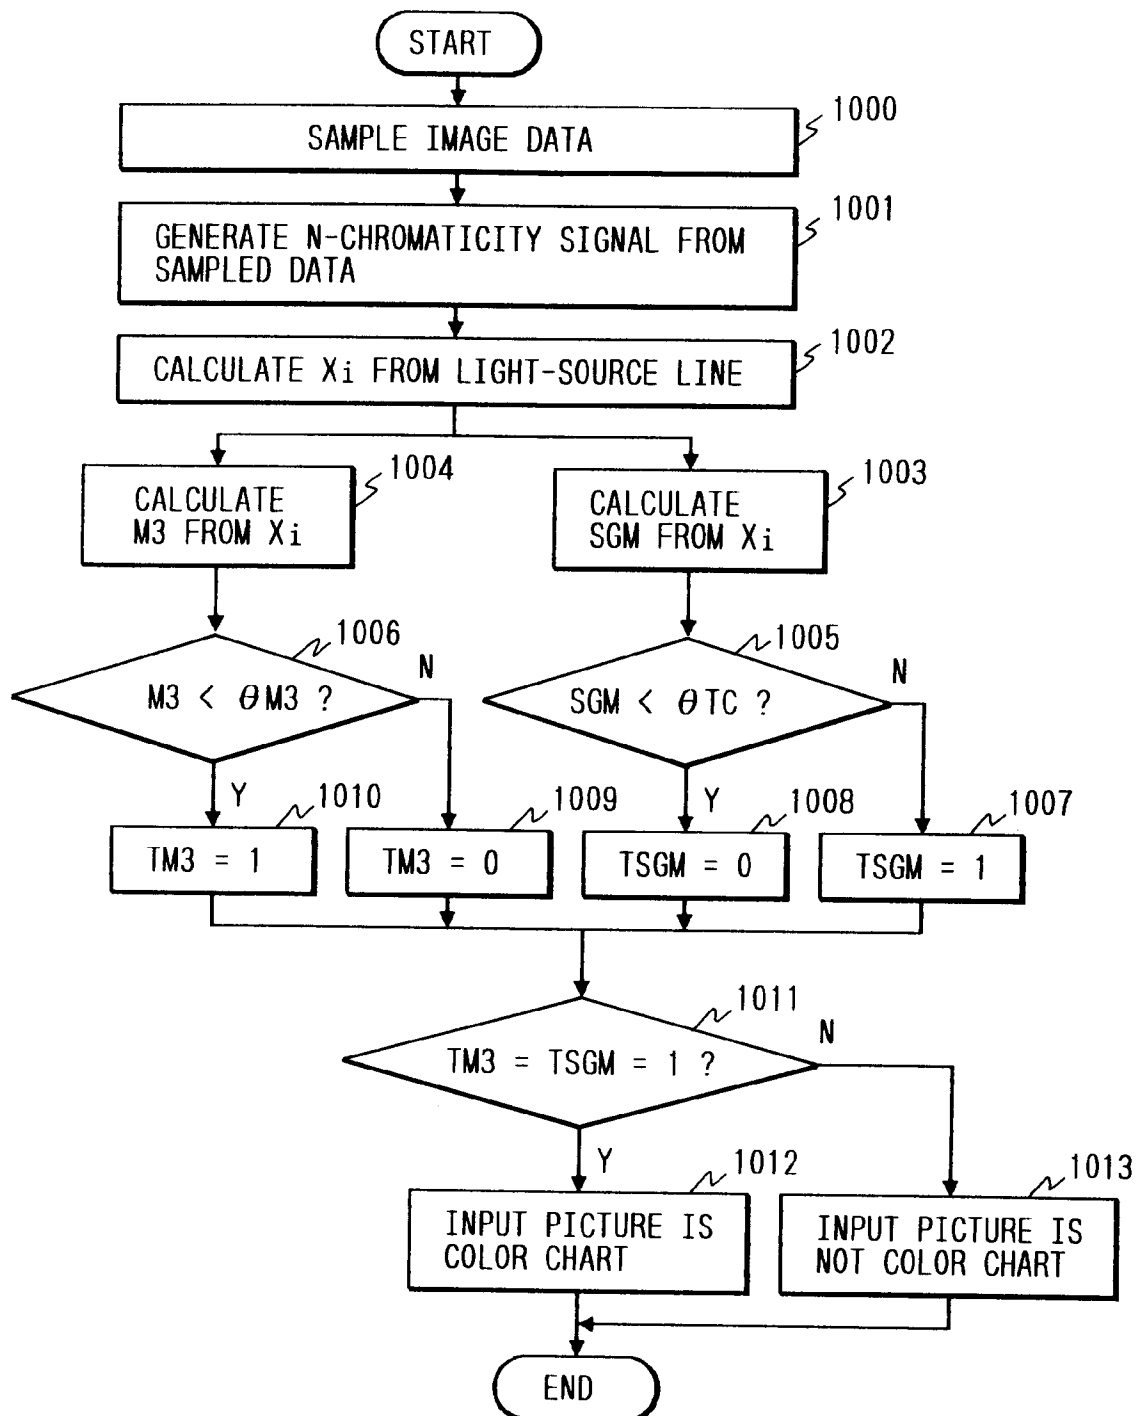 START
1000
SAMPLE IMAGE DATA
1001
GENERATE N-CHROMATICITY SIGNAL FROM
SAMPLED DATA
1002
CALCULATE Xi FROM LIGHT-SOURCE LINE
1004
CALCULATE
M3 FROM Xi
1003
CALCULATE
SGM FROM Xi
1006
M3 < θM3 ?
N
Y
1005
SGM < θTC ?
N
Y
1010
TM3 = 1
1009
TM3 = 0
1008
TSGM = 0
1007
TSGM = 1
1011
TM3 = TSGM = 1 ?
N
Y
1012
INPUT PICTURE IS
COLOR CHART
1013
INPUT PICTURE IS
NOT COLOR CHART
END